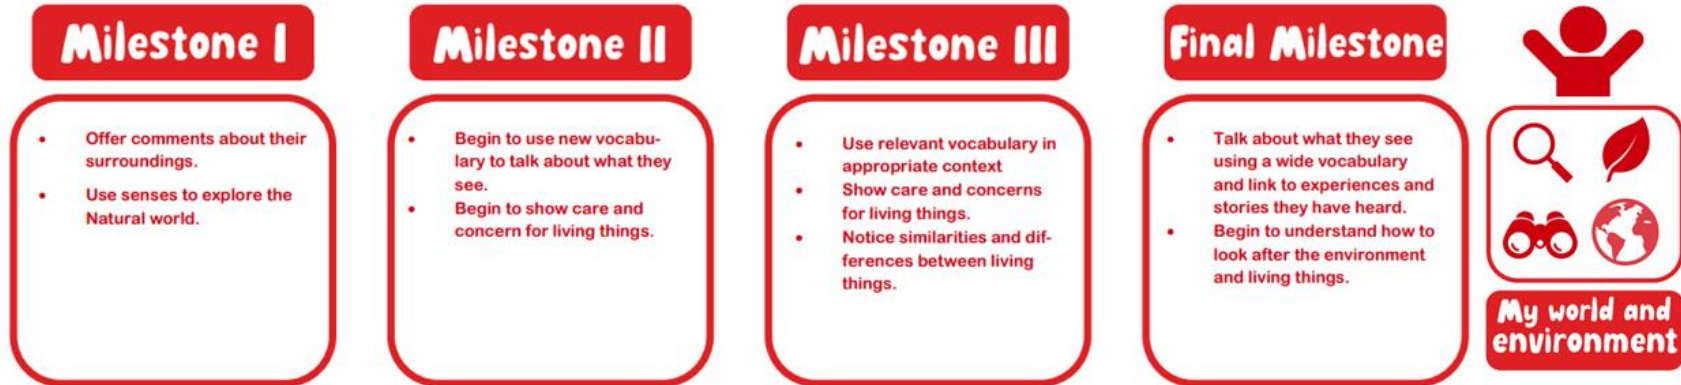 Milestone I
• Offer comments about their
surroundings.
• Use senses to explore the
Natural world.
Milestone II
• Begin to use new vocabu-
lary to talk about what they
see.
• Begin to show care and
concern for living things.
Milestone III
• Use relevant vocabulary in
appropriate context
• Show care and concerns
for living things.
• Notice similarities and dif-
ferences between living
things.
Final Milestone
• Talk about what they see
using a wide vocabulary
and link to experiences and
stories they have heard.
• Begin to understand how to
look after the environment
and living things.
My world and
environment